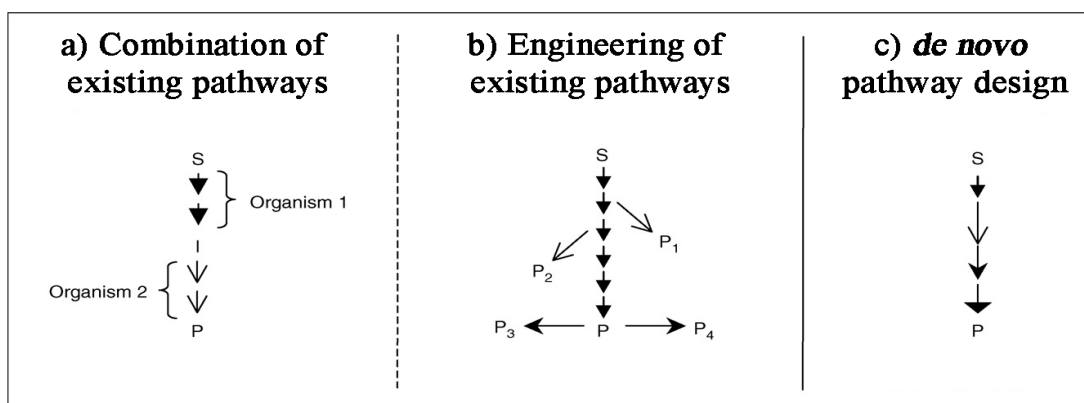 a) Combination of
existing pathways
S
Organism 1
Organism 2
P
b) Engineering of
existing pathways
S
P1
P2
P3
P
P4
c) de novo
pathway design
S
P